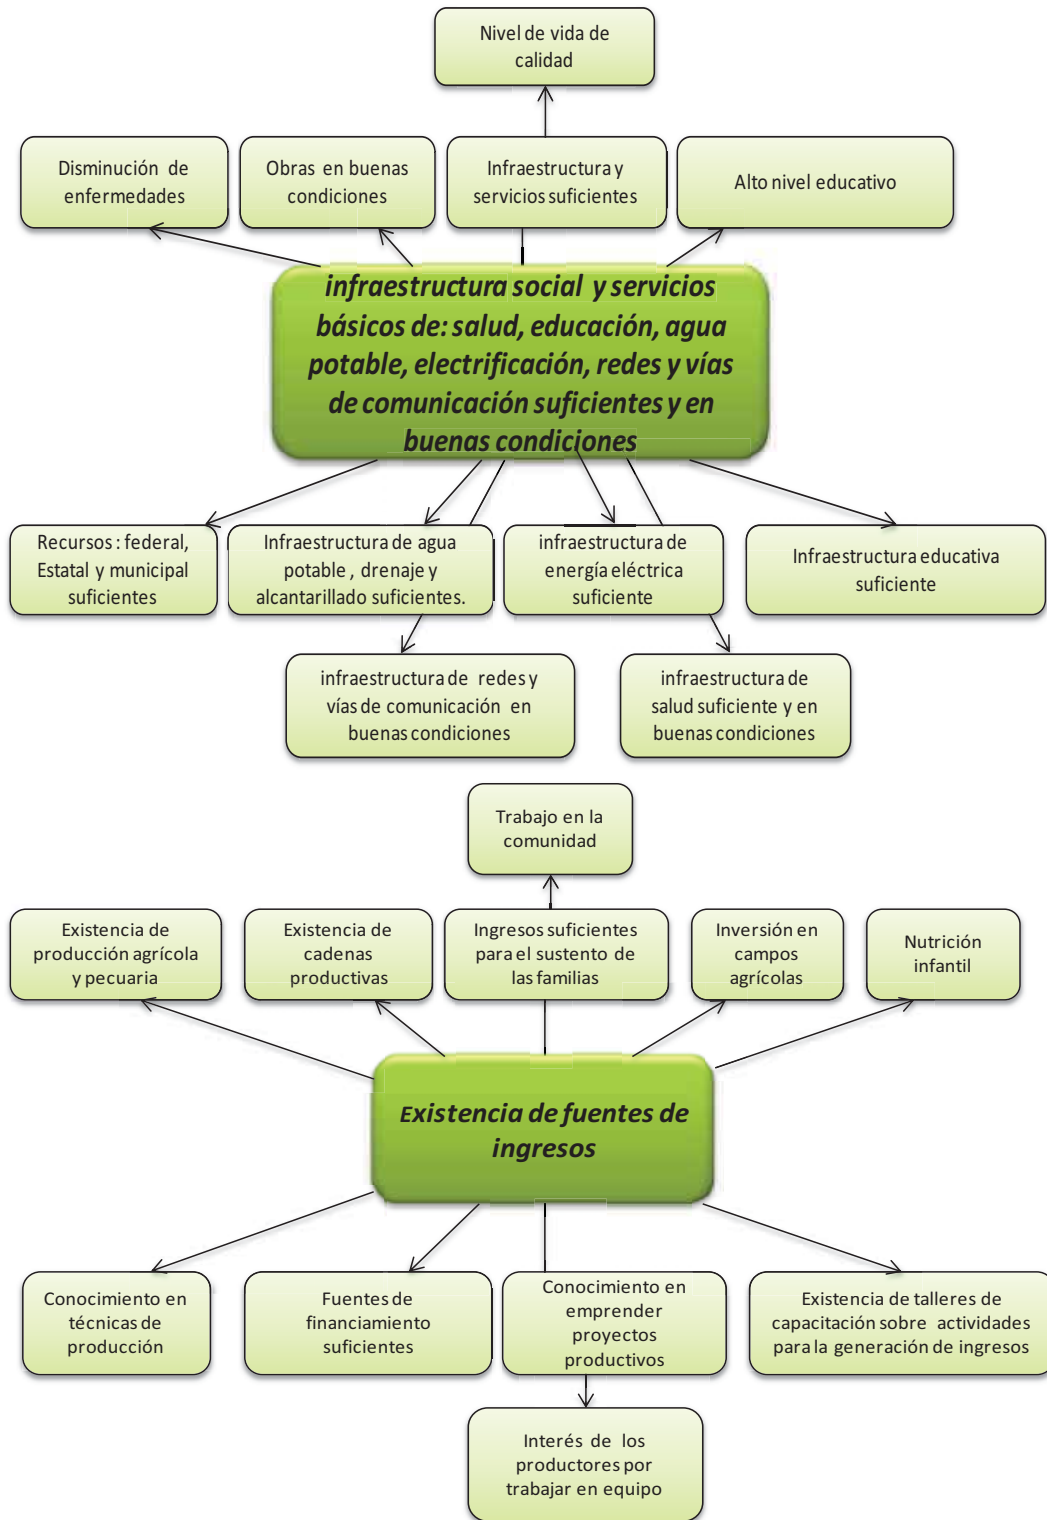 Nivel de vida de
calidad
Disminución de
enfermedades
Obras en buenas
condiciones
Infraestructura y
servicios suficientes
Alto nivel educativo
infraestructura social y servicios
básicos de: salud, educación, agua
potable, electrificación, redes y vías
de comunicación suficientes y en
buenas condiciones
Recursos : federal,
Estatal y municipal
suficientes
Infraestructura de agua
potable , drenaje y
alcantarillado suficientes.
infraestructura de
energía eléctrica
suficiente
Infraestructura educativa
suficiente
infraestructura de redes y
vías de comunicación en
buenas condiciones
infraestructura de
salud suficiente y en
buenas condiciones
Trabajo en la
comunidad
Existencia de
producción agrícola
y pecuaria
Existencia de
cadenas
productivas
Ingresos suficientes
para el sustento de
las familias
Inversión en
campos
agrícolas
Nutrición
infantil
Existencia de fuentes de
ingresos
Conocimiento en
técnicas de
producción
Fuentes de
financiamiento
suficientes
Conocimiento en
emprender
proyectos
productivos
Existencia de talleres de
capacitación sobre actividades
para la generación de ingresos
Interés de los
productores por
trabajar en equipo